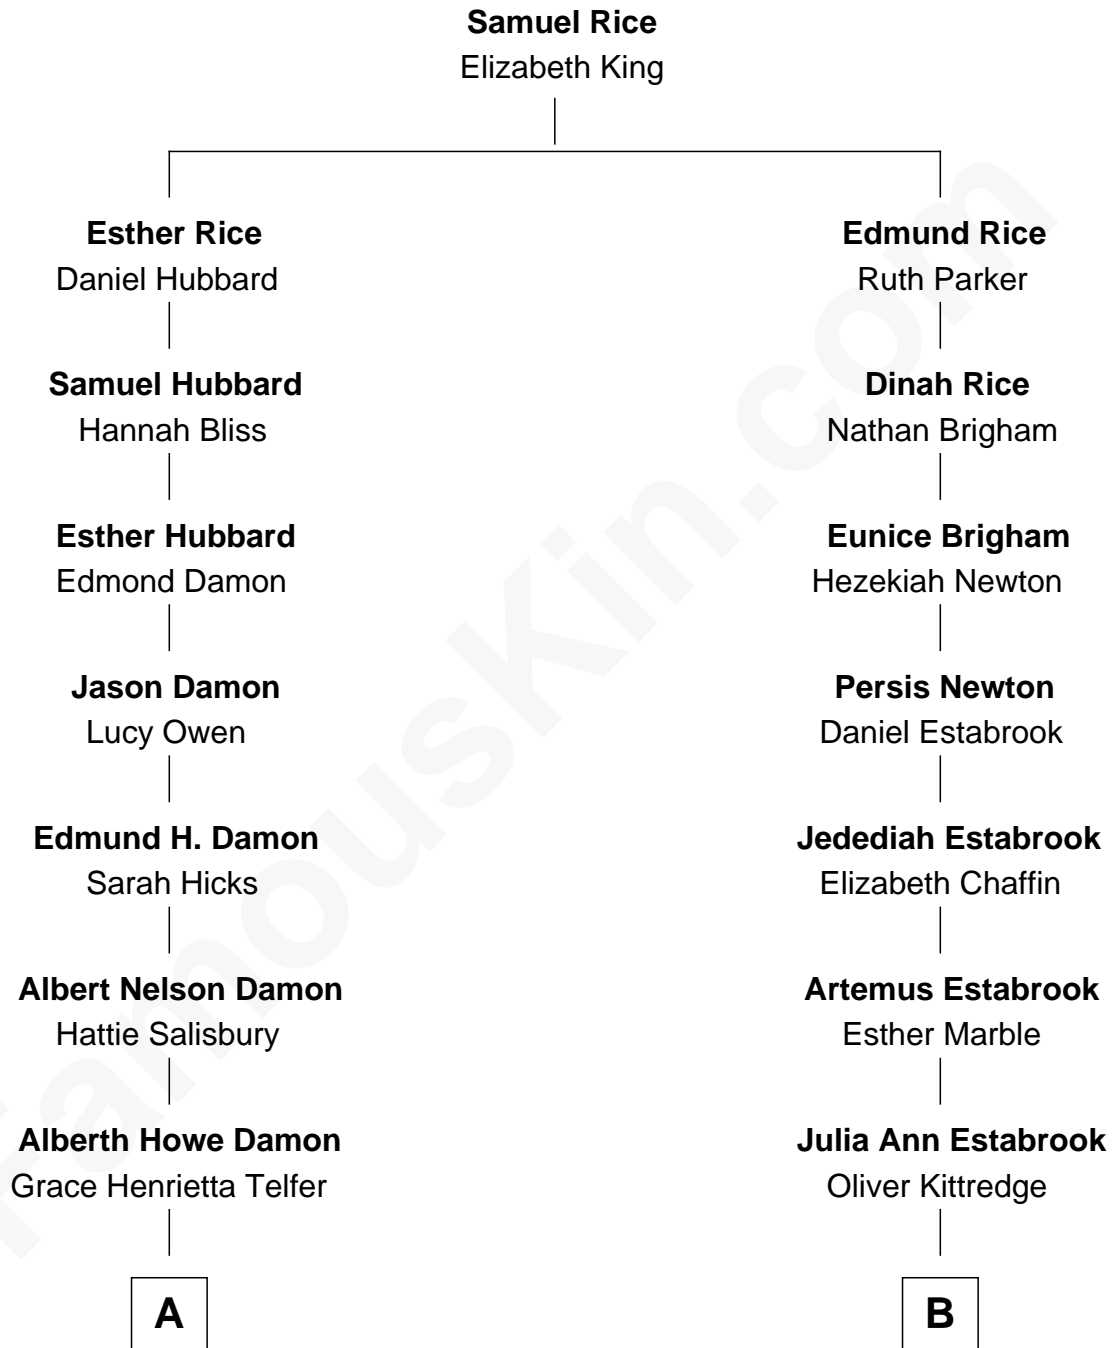 Samuel Rice
Elizabeth King
Esther Rice
Daniel Hubbard
Edmund Rice
Ruth Parker
Samuel Hubbard
Hannah Bliss
Dinah Rice
Nathan Brigham
Esther Hubbard
Edmond Damon
Eunice Brigham
Hezekiah Newton
Jason Damon
Lucy Owen
Persis Newton
Daniel Estabrook
Edmund H. Damon
Sarah Hicks
Jedediah Estabrook
Elizabeth Chaffin
Albert Nelson Damon
Hattie Salisbury
Artemus Estabrook
Esther Marble
Alberth Howe Damon
Grace Henrietta Telfer
Julia Ann Estabrook
Oliver Kittredge
A
B
FamousKin.com